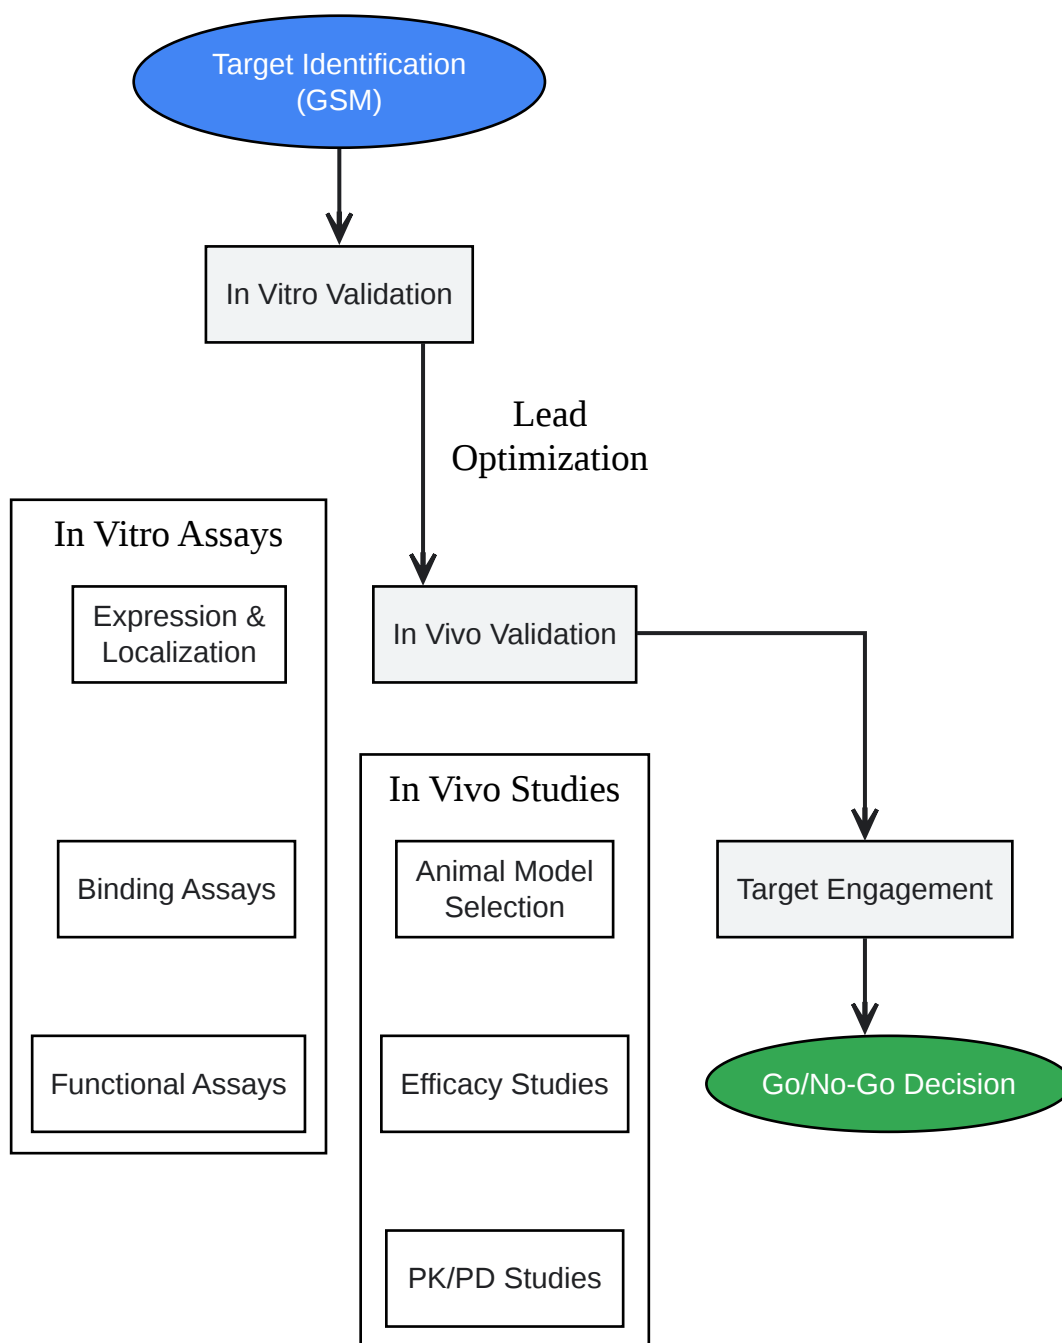 Target Identification
(GSM)
In Vitro Validation
Lead
Optimization
In Vitro Assays
Expression &
Localization
In Vivo Validation
In Vivo Studies
Binding Assays
Animal Model
Selection
Target Engagement
Functional Assays
Efficacy Studies
Go/No-Go Decision
PK/PD Studies